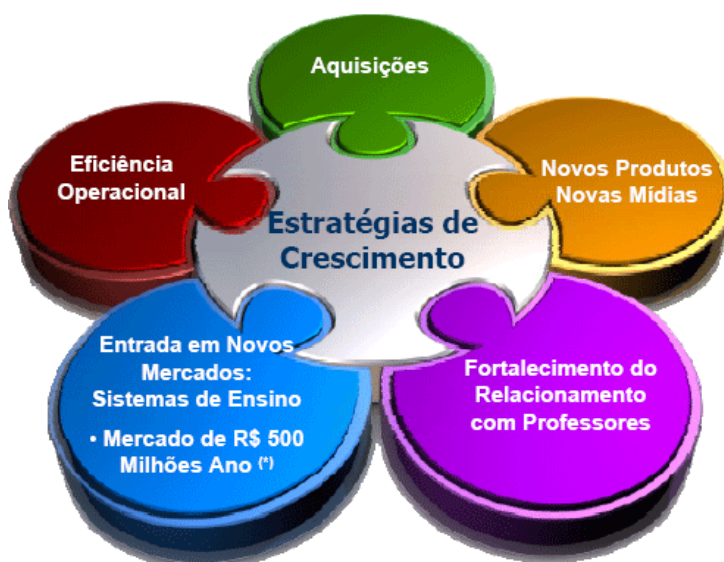 Aquisições
Eficiência
Operacional
Novos Produtos
Novas Mídias
Estratégias de
Crescimento
Entrada em Novos
Mercados:
Sistemas de Ensino
• Mercado de R$ 500
Milhões Ano (*)
Fortalecimento do
Relacionamento
com Professores